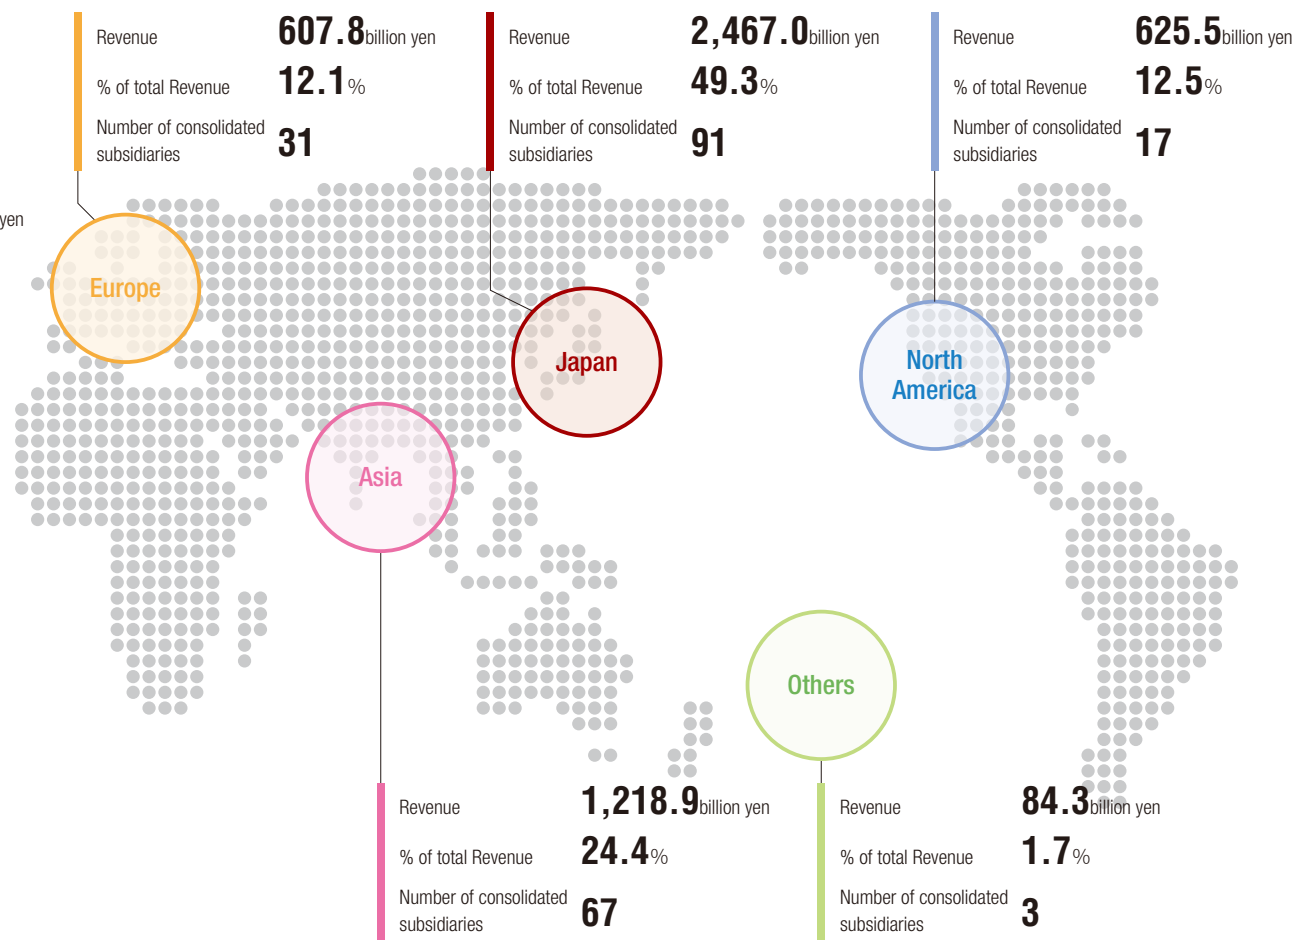 Revenue 607.8billion yen
% of total Revenue 12.1%
Number of consolidated
subsidiaries 31
Revenue 2,467.0billion yen
% of total Revenue 49.3%
Number of consolidated
subsidiaries 91
Revenue 625.5billion yen
% of total Revenue 12.5%
Number of consolidated
subsidiaries 17
yen
Europe
Japan
North
America
Asia
Others
Revenue 1,218.9billion yen
% of total Revenue 24.4%
Number of consolidated
subsidiaries 67
Revenue 84.3billion yen
% of total Revenue 1.7%
Number of consolidated
subsidiaries 3